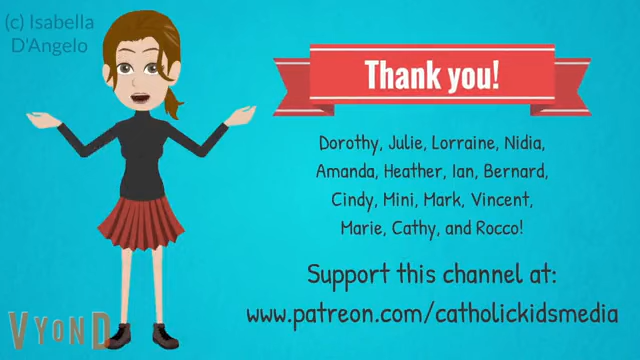 (c) Isabella
D'Angelo
Thank you!
Dorothy, Julie, Lorraine, Nidia,
Amanda, Heather, Ian, Bernard,
Cindy, Mini, Mark, Vincent,
Marie, Cathy, and Rocco!
Support this channel at:
www.patreon.com/catholickidsmedia
VYOND